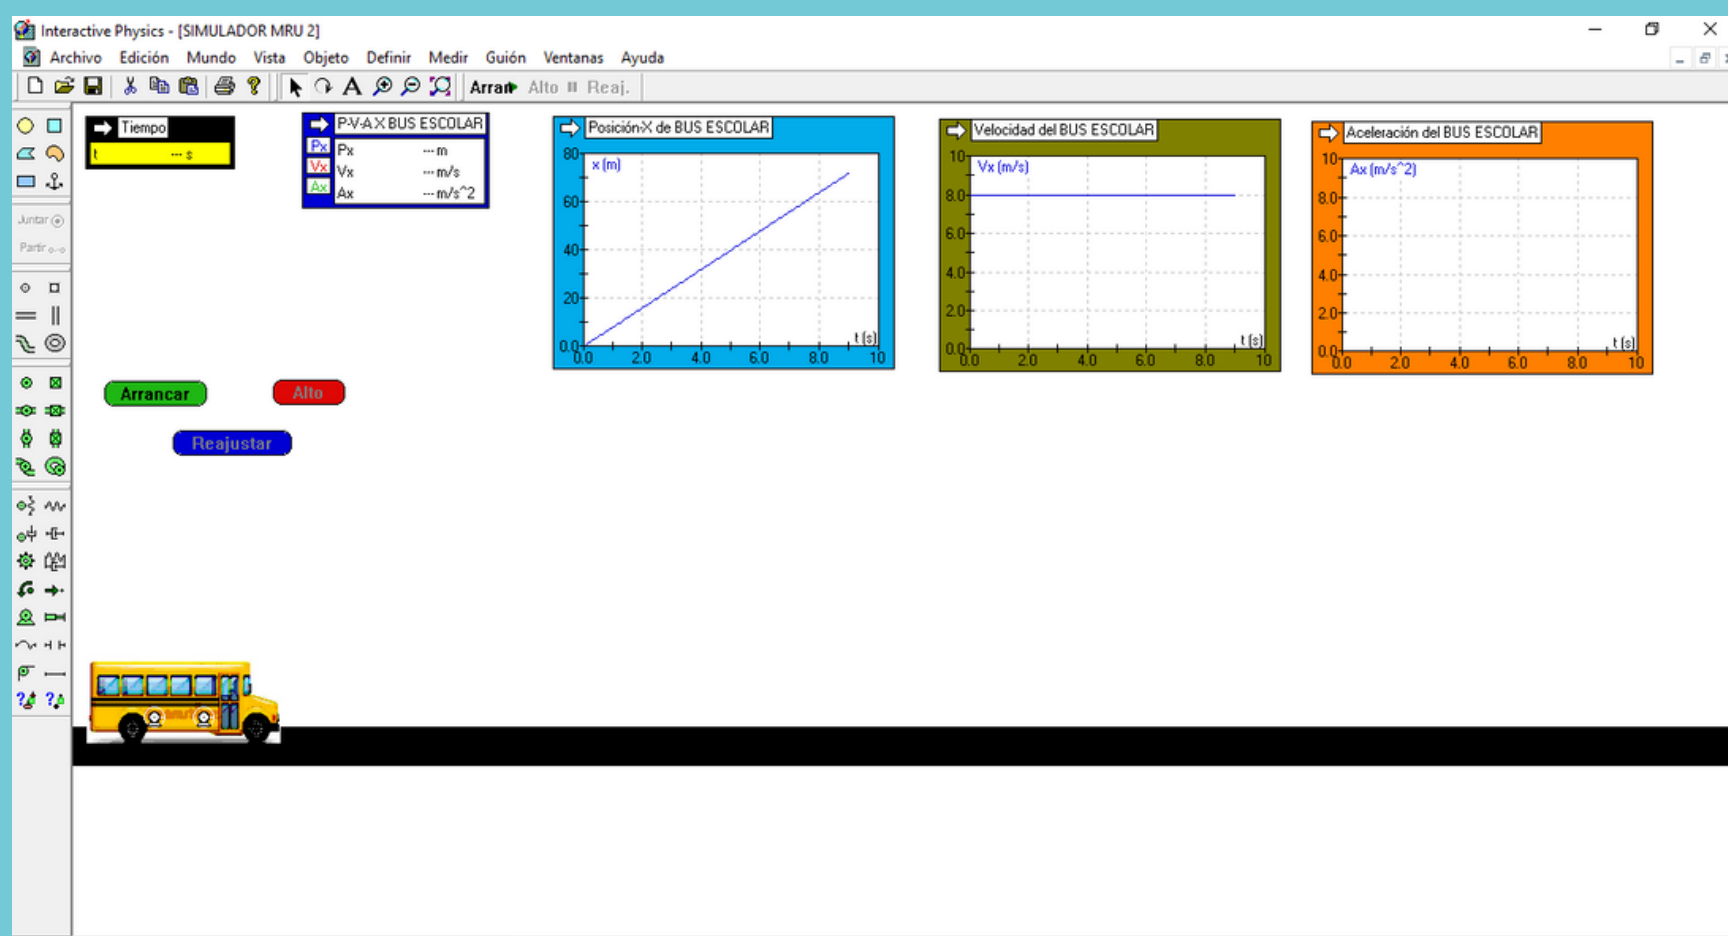 Interactive Physics - [SIMULADOR MRU 2]
Archivo Edición Mundo Vista Objeto Definir Medir Guión Ventanas Ayuda
Arran Alto Reaj.
Juntar
Partir
Tiempo
t --- s
P-V-A X BUS ESCOLAR
Px Px --- m
Vx Vx --- m/s
Ax Ax --- m/s^2
Posición-X de BUS ESCOLAR
x (m)
80
60
40
20
0.0
t (s)
0.0 2.0 4.0 6.0 8.0 10
Velocidad del BUS ESCOLAR
Vx (m/s)
10
8.0
6.0
4.0
2.0
0.0
t (s)
0.0 2.0 4.0 6.0 8.0 10
Aceleración del BUS ESCOLAR
Ax (m/s^2)
10
8.0
6.0
4.0
2.0
0.0
t (s)
0.0 2.0 4.0 6.0 8.0 10
Arrancar
Alto
Reajustar